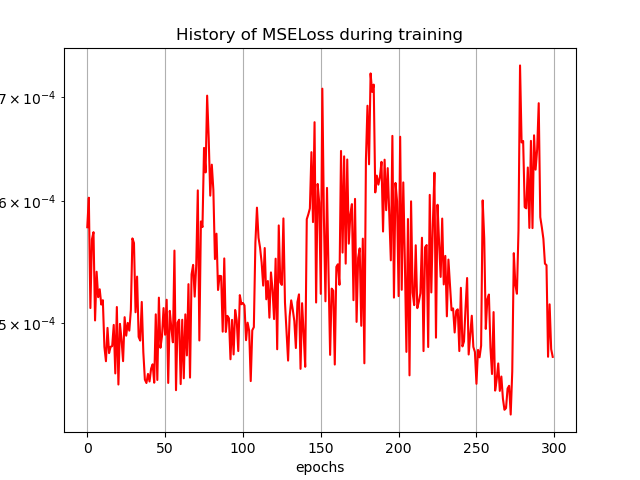 History of MSELoss during training
7 × 10⁻⁴
6 × 10⁻⁴
5 × 10⁻⁴
0 50 100 150 200 250 300
epochs